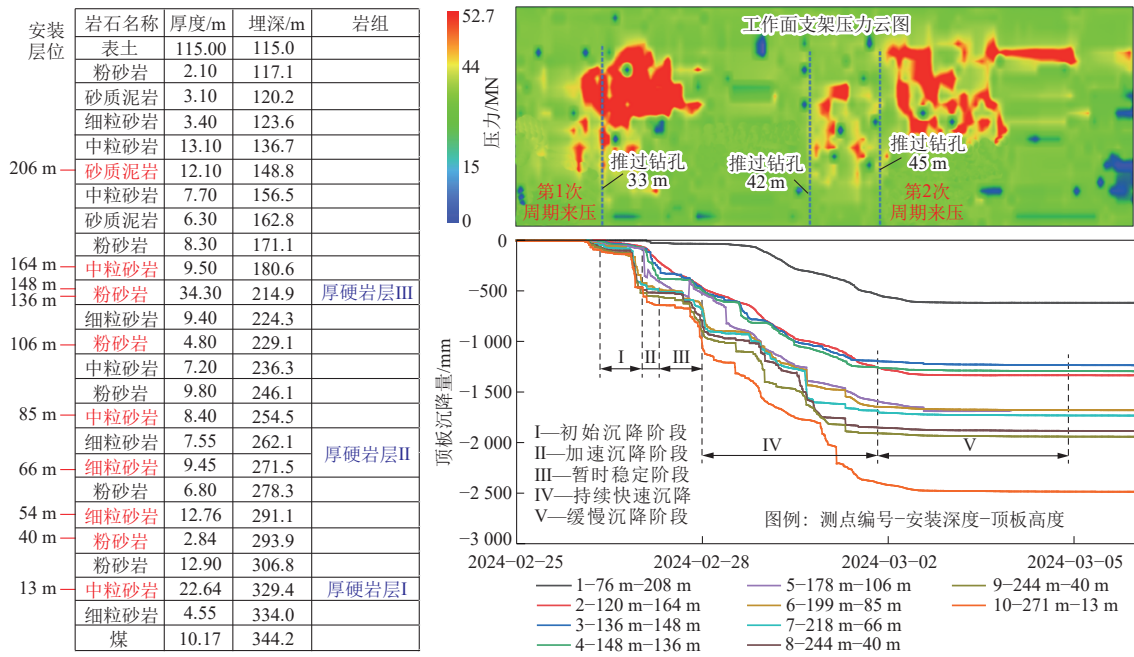 安装层位 岩石名称 厚度/m 埋深/m 岩组
表土 115.00 115.0
粉砂岩 2.10 117.1
砂质泥岩 3.10 120.2
细粒砂岩 3.40 123.6
中粒砂岩 13.10 136.7
206 m 砂质泥岩 12.10 148.8
中粒砂岩 7.70 156.5
砂质泥岩 6.30 162.8
粉砂岩 8.30 171.1
164 m 中粒砂岩 9.50 180.6
148 m
136 m 粉砂岩 34.30 214.9 厚硬岩层III
细粒砂岩 9.40 224.3
106 m 粉砂岩 4.80 229.1
中粒砂岩 7.20 236.3
粉砂岩 9.80 246.1
85 m 中粒砂岩 8.40 254.5
细粒砂岩 7.55 262.1 厚硬岩层II
66 m 细粒砂岩 9.45 271.5
粉砂岩 6.80 278.3
54 m 细粒砂岩 12.76 291.1
40 m 粉砂岩 2.84 293.9
粉砂岩 12.90 306.8
13 m 中粒砂岩 22.64 329.4 厚硬岩层I
细粒砂岩 4.55 334.0
煤 10.17 344.2
压力/MN
52.7
44
15
0
工作面支架压力云图
推过钻孔
33 m
推过钻孔
42 m
推过钻孔
45 m
第1次
周期来压
第2次
周期来压
顶板沉降量/mm
0
−500
−1 000
−1 500
−2 000
−2 500
−3 000
I
II
III
IV
V
I—初始沉降阶段
II—加速沉降阶段
III—暂时稳定阶段
IV—持续快速沉降
V—缓慢沉降阶段
图例：测点编号−安装深度−顶板高度
2024−02−25 2024−02−28 2024−03−02 2024−03−05
1−76 m−208 m
2−120 m−164 m
3−136 m−148 m
4−148 m−136 m
5−178 m−106 m
6−199 m−85 m
7−218 m−66 m
8−244 m−40 m
9−244 m−40 m
10−271 m−13 m